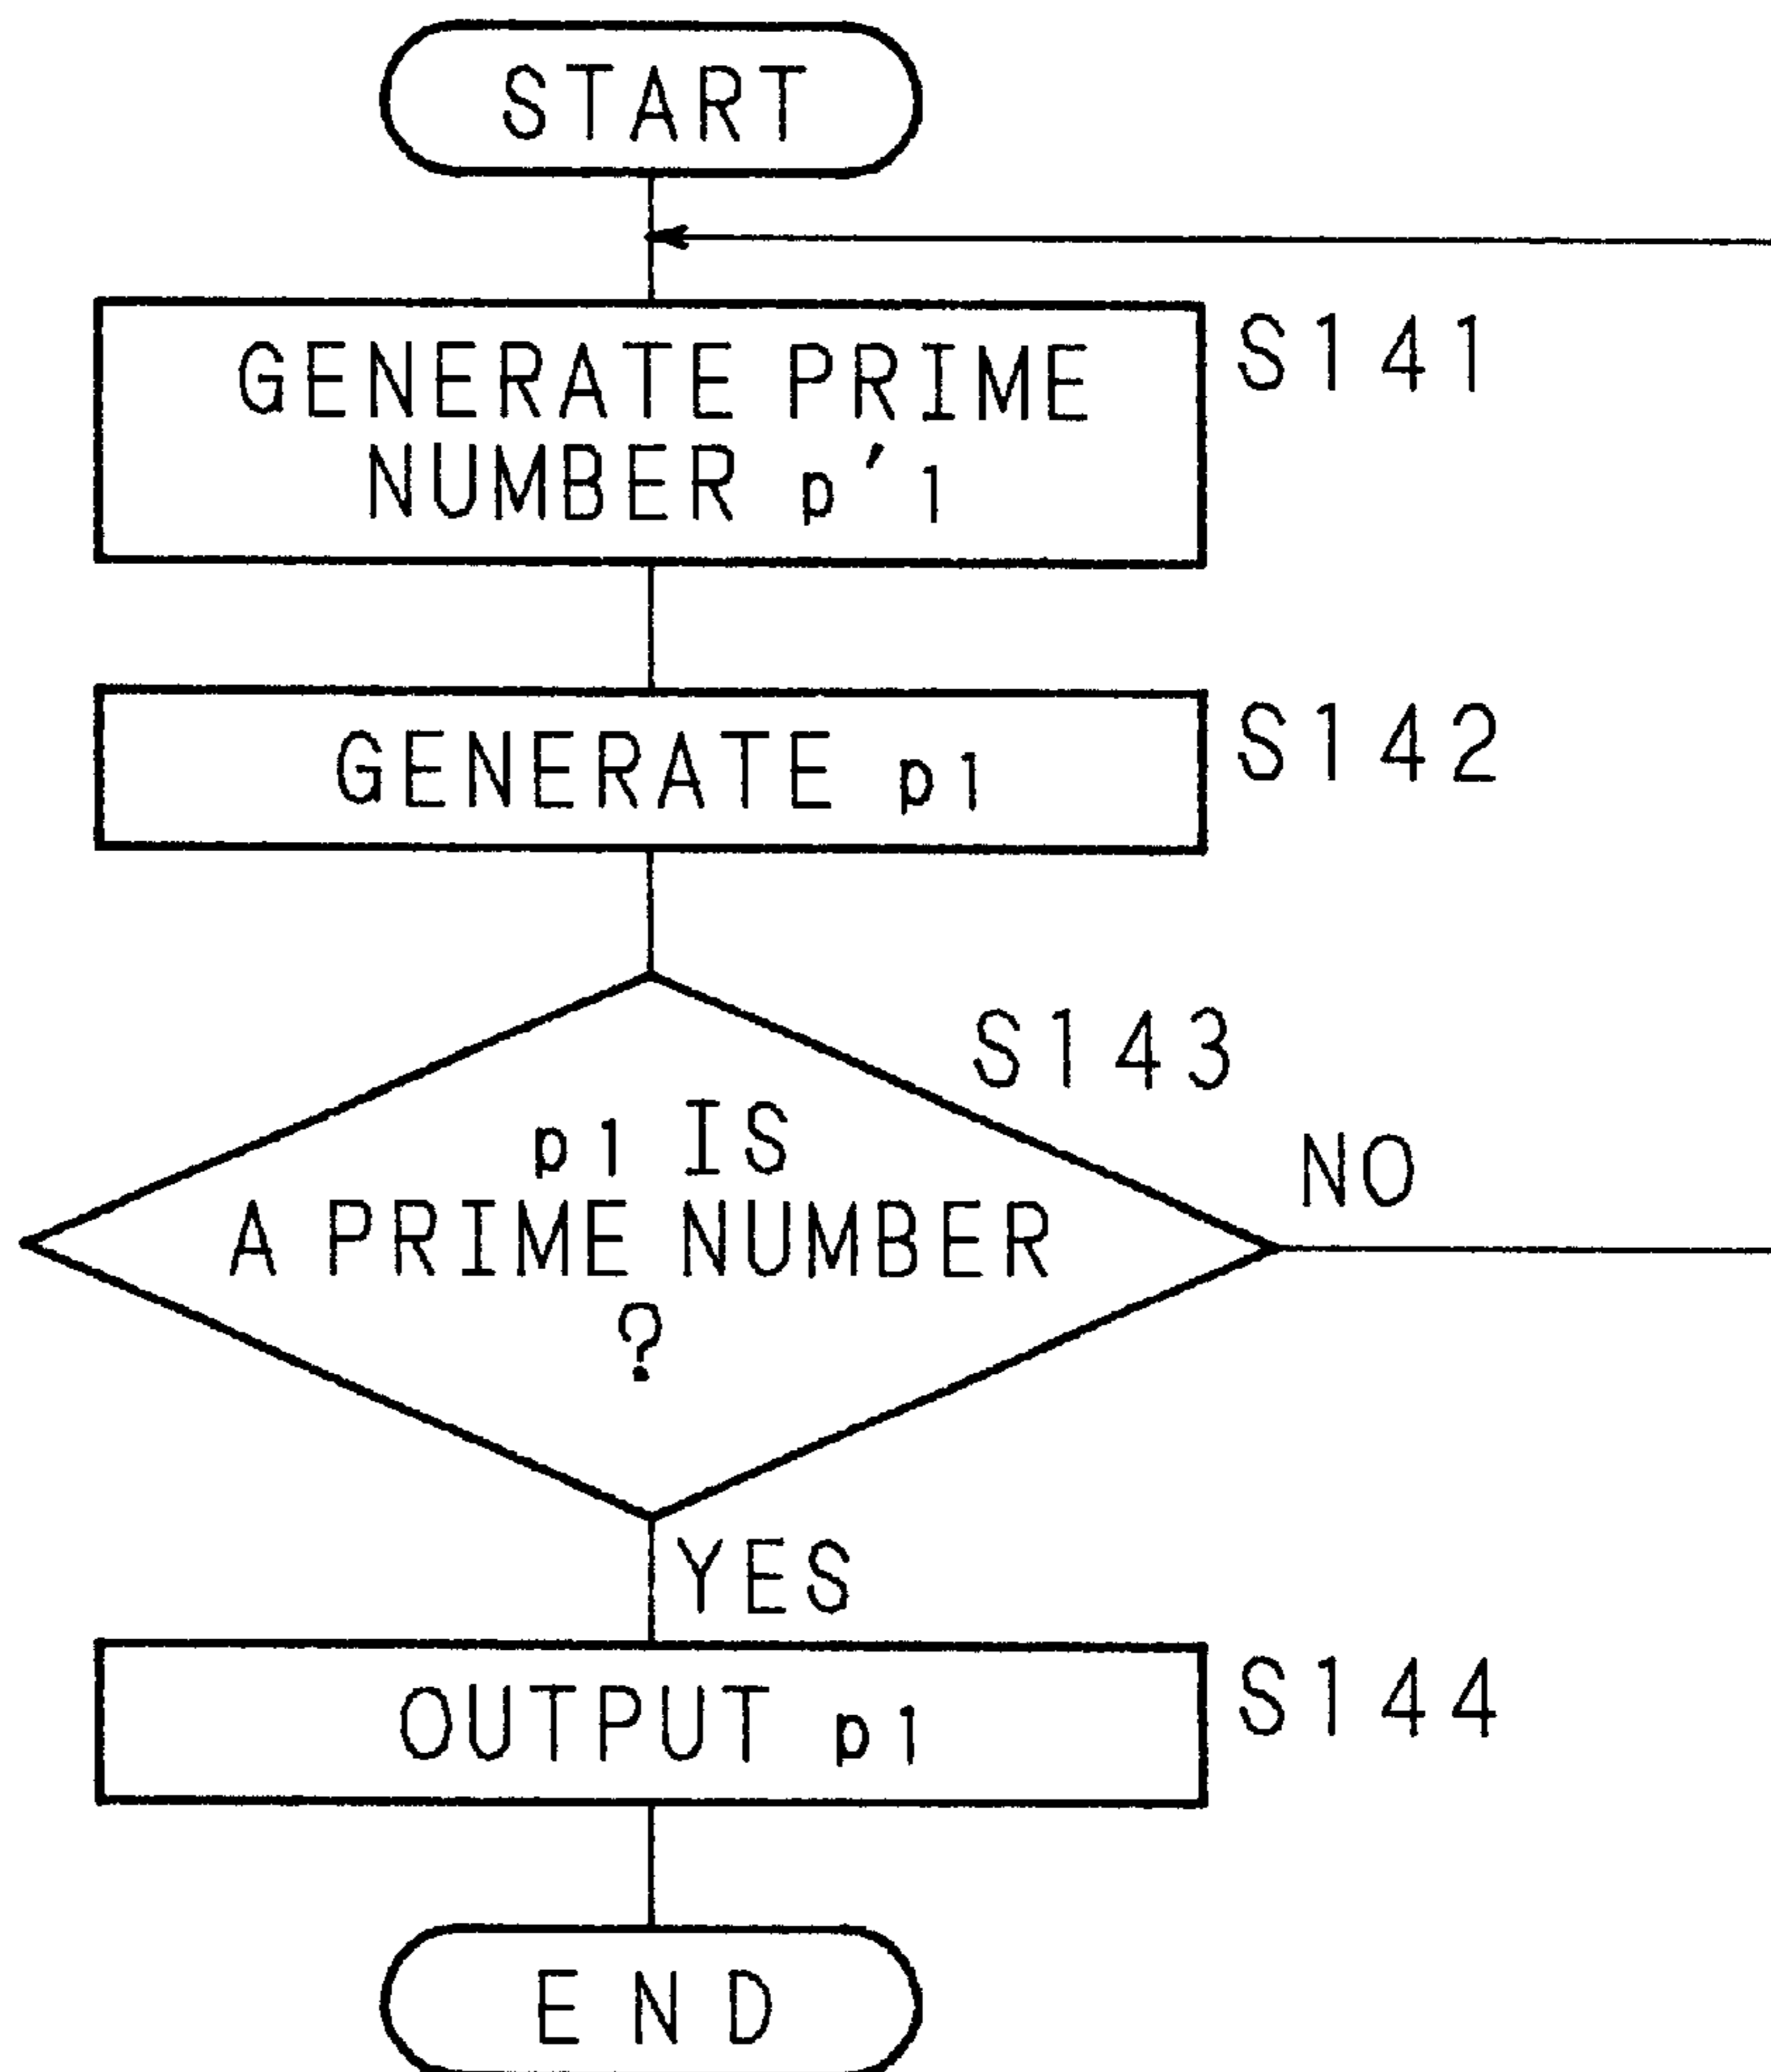 START
GENERATE PRIME
NUMBER p'1
S141
GENERATE p1
S142
S143
p1 IS
A PRIME NUMBER
?
NO
YES
OUTPUT p1
S144
END